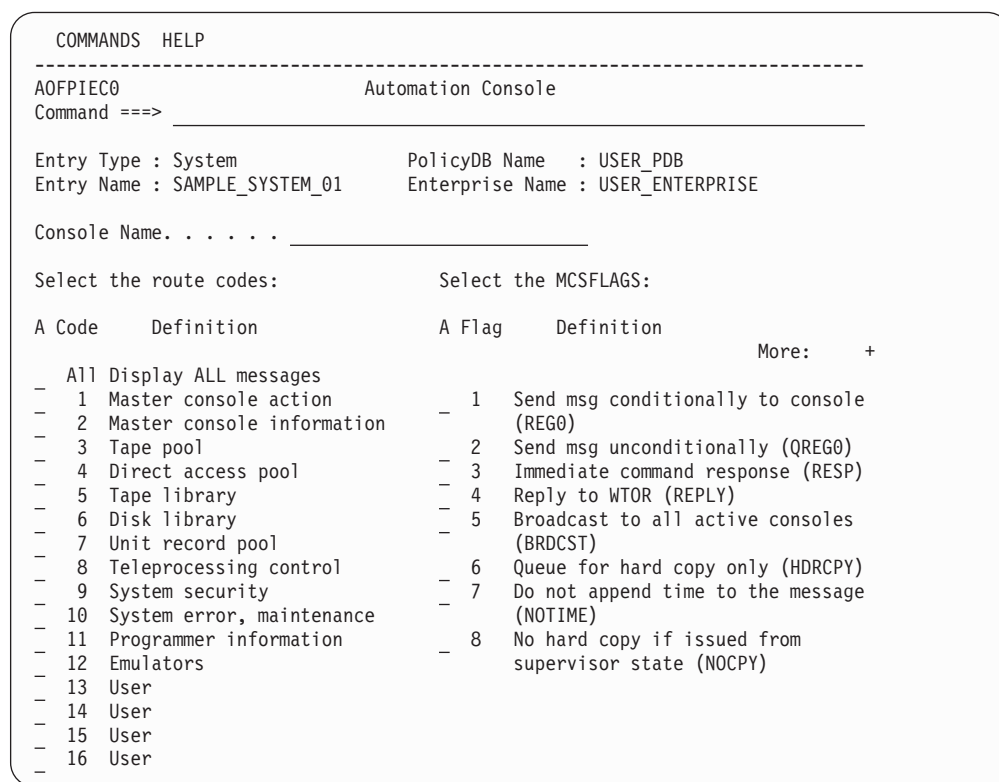 COMMANDS  HELP
-------------------------------------------------------------------------------
AOFPIEC0                        Automation Console
Command ===> ____________________________________________________________

Entry Type : System             PolicyDB Name   : USER_PDB
Entry Name : SAMPLE_SYSTEM_01   Enterprise Name : USER_ENTERPRISE

Console Name. . . . . . __________________________

Select the route codes:            Select the MCSFLAGS:

A Code    Definition               A Flag    Definition
                                                              More:     +
_  All Display ALL messages
_   1  Master console action       _  1   Send msg conditionally to console
_   2  Master console information         (REG0)
_   3  Tape pool                   _  2   Send msg unconditionally (QREG0)
_   4  Direct access pool          _  3   Immediate command response (RESP)
_   5  Tape library                _  4   Reply to WTOR (REPLY)
_   6  Disk library                _  5   Broadcast to all active consoles
_   7  Unit record pool                   (BRDCST)
_   8  Teleprocessing control      _  6   Queue for hard copy only (HDRCPY)
_   9  System security             _  7   Do not append time to the message
_  10  System error, maintenance          (NOTIME)
_  11  Programmer information      _  8   No hard copy if issued from
_  12  Emulators                          supervisor state (NOCPY)
_  13  User
_  14  User
_  15  User
_  16  User